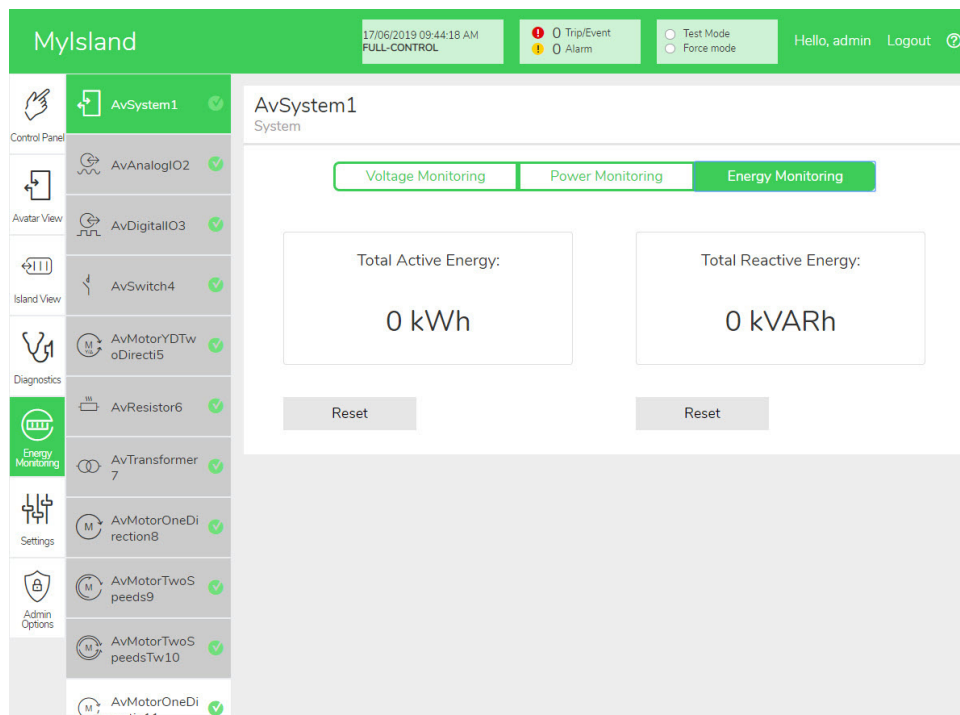 MyIsland
17/06/2019 09:44:18 AM
FULL-CONTROL
0 Trip/Event
0 Alarm
Test Mode
Force mode
Hello, admin
Logout
Control Panel
Avatar View
Island View
Diagnostics
Energy
Monitoring
Settings
Admin
Options
AvSystem1
AvAnalogIO2
AvDigitalIO3
AvSwitch4
AvMotorYDTw
oDirecti5
AvResistor6
AvTransformer
7
AvMotorOneDi
rection8
AvMotorTwoS
peeds9
AvMotorTwoS
peedsTw10
AvMotorOneDi
AvSystem1
System
Voltage Monitoring
Power Monitoring
Energy Monitoring
Total Active Energy:
0 kWh
Reset
Total Reactive Energy:
0 kVARh
Reset